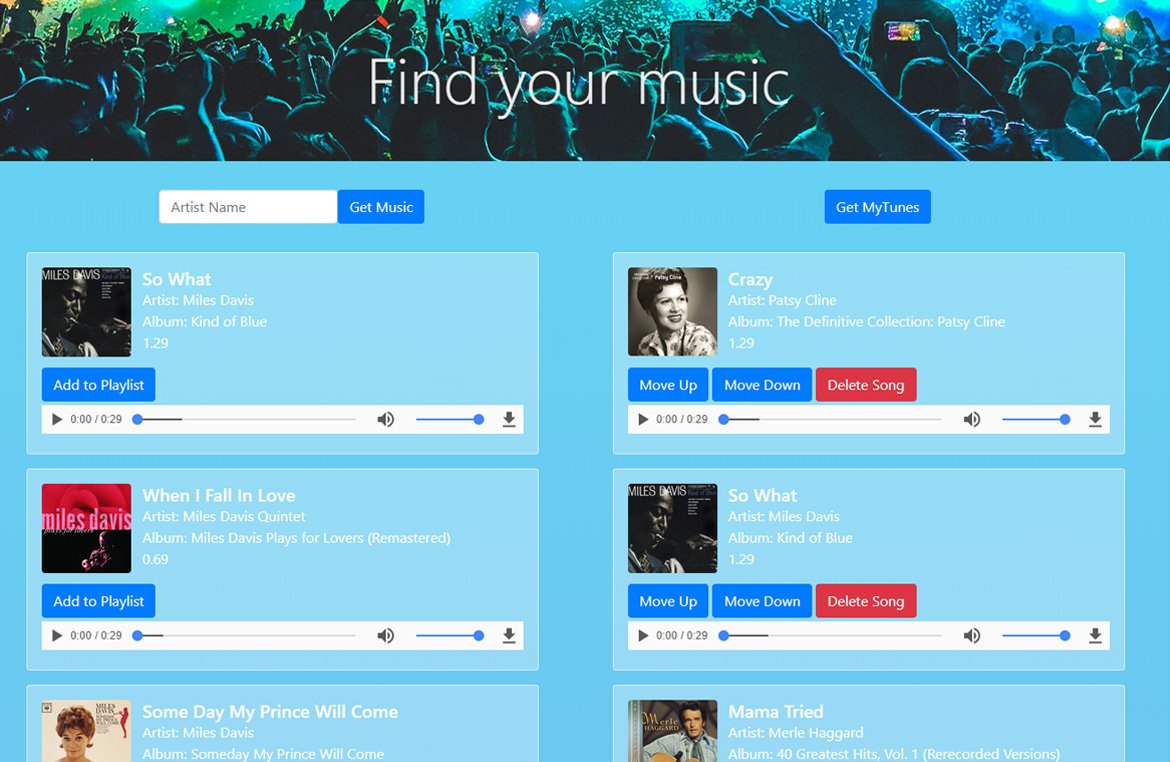 Find your music
Artist Name
Get Music
Get MyTunes
MILES DAVIS Kind of Blue
So What
Artist: Miles Davis
Album: Kind of Blue
1.29
Add to Playlist
0:00 / 0:29
Patsy Cline
Crazy
Artist: Patsy Cline
Album: The Definitive Collection: Patsy Cline
1.29
Move Up
Move Down
Delete Song
0:00 / 0:29
miles davis
plays for lovers
When I Fall In Love
Artist: Miles Davis Quintet
Album: Miles Davis Plays for Lovers (Remastered)
0.69
Add to Playlist
0:00 / 0:29
MILES DAVIS Kind of Blue
So What
Artist: Miles Davis
Album: Kind of Blue
1.29
Move Up
Move Down
Delete Song
0:00 / 0:29
MILES
DAVIS
SOMEDAY
MY PRINCE
WILL COME
Some Day My Prince Will Come
Artist: Miles Davis
Album: Someday My Prince Will Come
Merle
HAGGARD
Mama Tried
Artist: Merle Haggard
Album: 40 Greatest Hits, Vol. 1 (Rerecorded Versions)